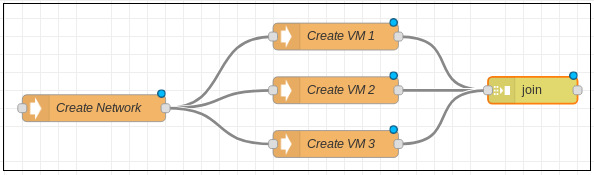 Create VM 1
Create VM 2
join
Create Network
Create VM 3